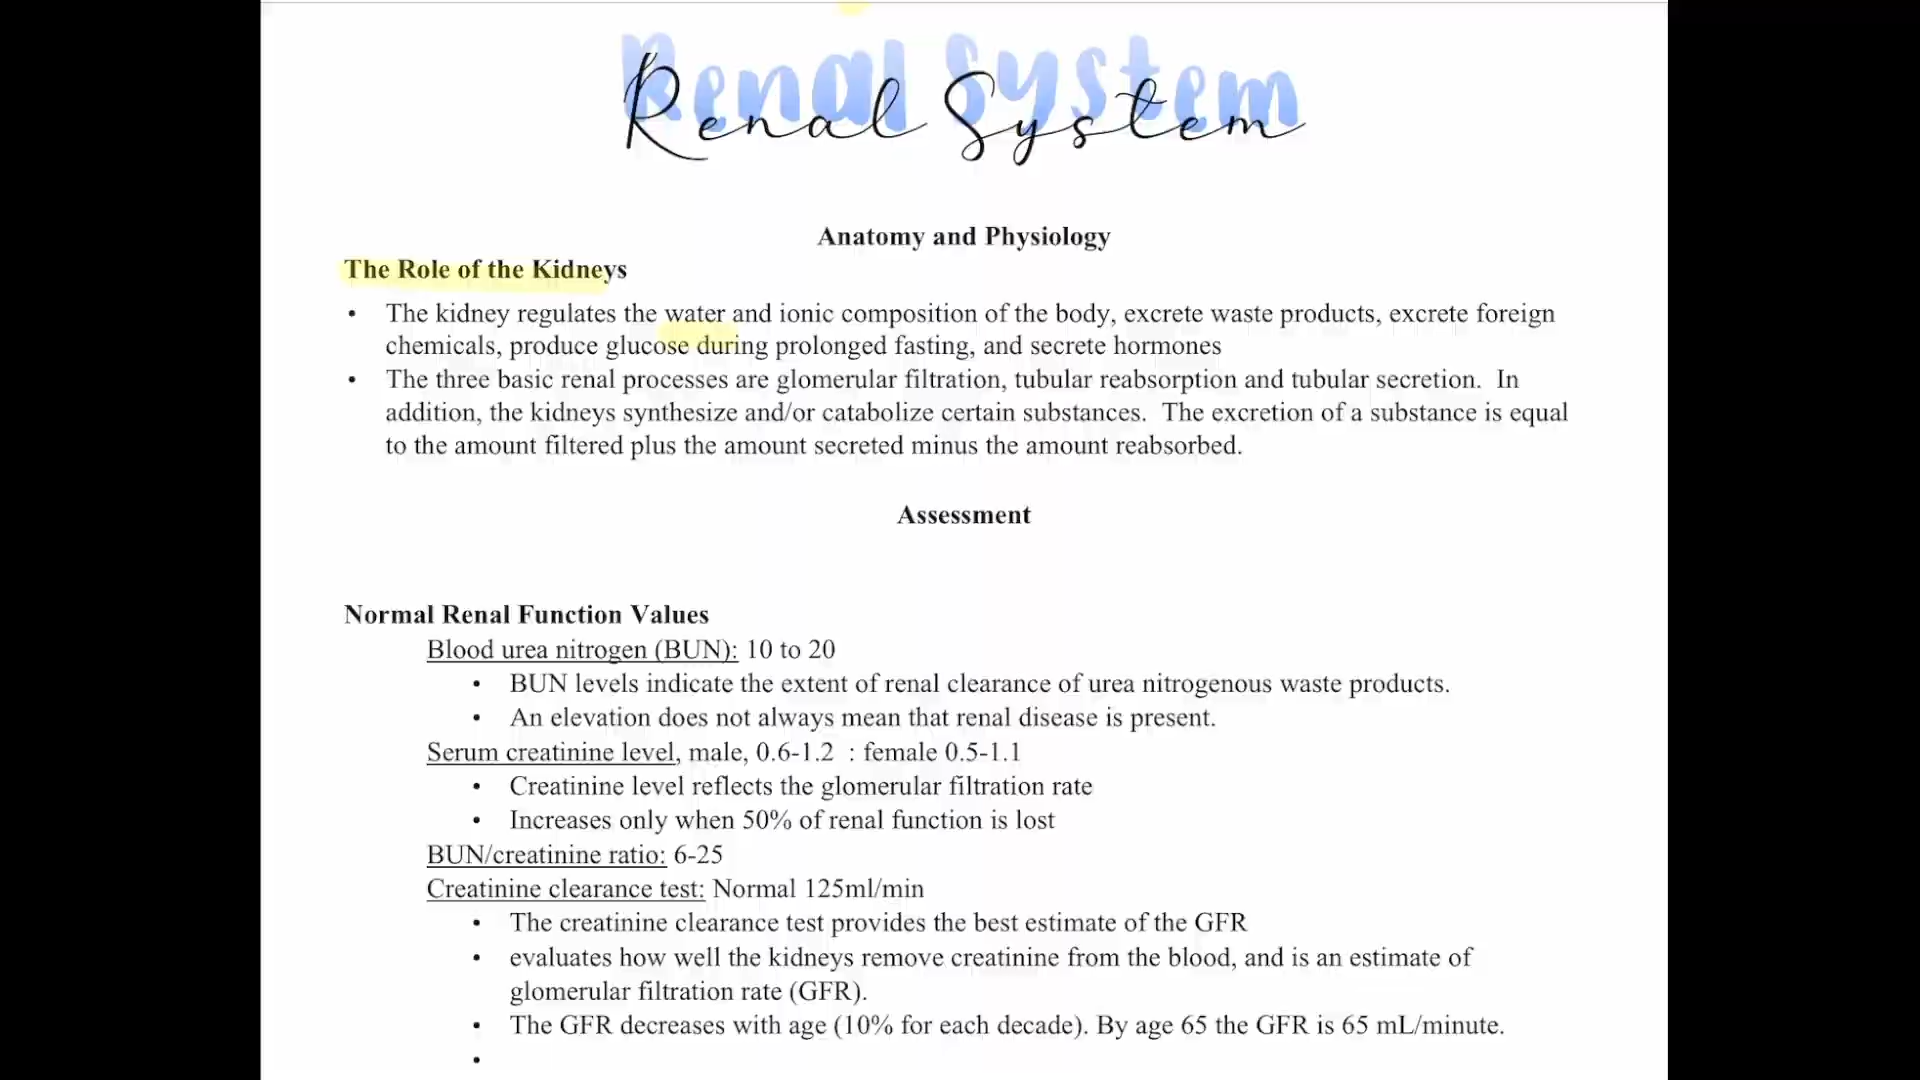 Renal System
Renal System
Anatomy and Physiology
The Role of the Kidneys
• The kidney regulates the water and ionic composition of the body, excrete waste products, excrete foreign
chemicals, produce glucose during prolonged fasting, and secrete hormones
• The three basic renal processes are glomerular filtration, tubular reabsorption and tubular secretion. In
addition, the kidneys synthesize and/or catabolize certain substances. The excretion of a substance is equal
to the amount filtered plus the amount secreted minus the amount reabsorbed.
Assessment
Normal Renal Function Values
Blood urea nitrogen (BUN): 10 to 20
• BUN levels indicate the extent of renal clearance of urea nitrogenous waste products.
• An elevation does not always mean that renal disease is present.
Serum creatinine level, male, 0.6-1.2 : female 0.5-1.1
• Creatinine level reflects the glomerular filtration rate
• Increases only when 50% of renal function is lost
BUN/creatinine ratio: 6-25
Creatinine clearance test: Normal 125ml/min
• The creatinine clearance test provides the best estimate of the GFR
• evaluates how well the kidneys remove creatinine from the blood, and is an estimate of
glomerular filtration rate (GFR).
• The GFR decreases with age (10% for each decade). By age 65 the GFR is 65 mL/minute.
•